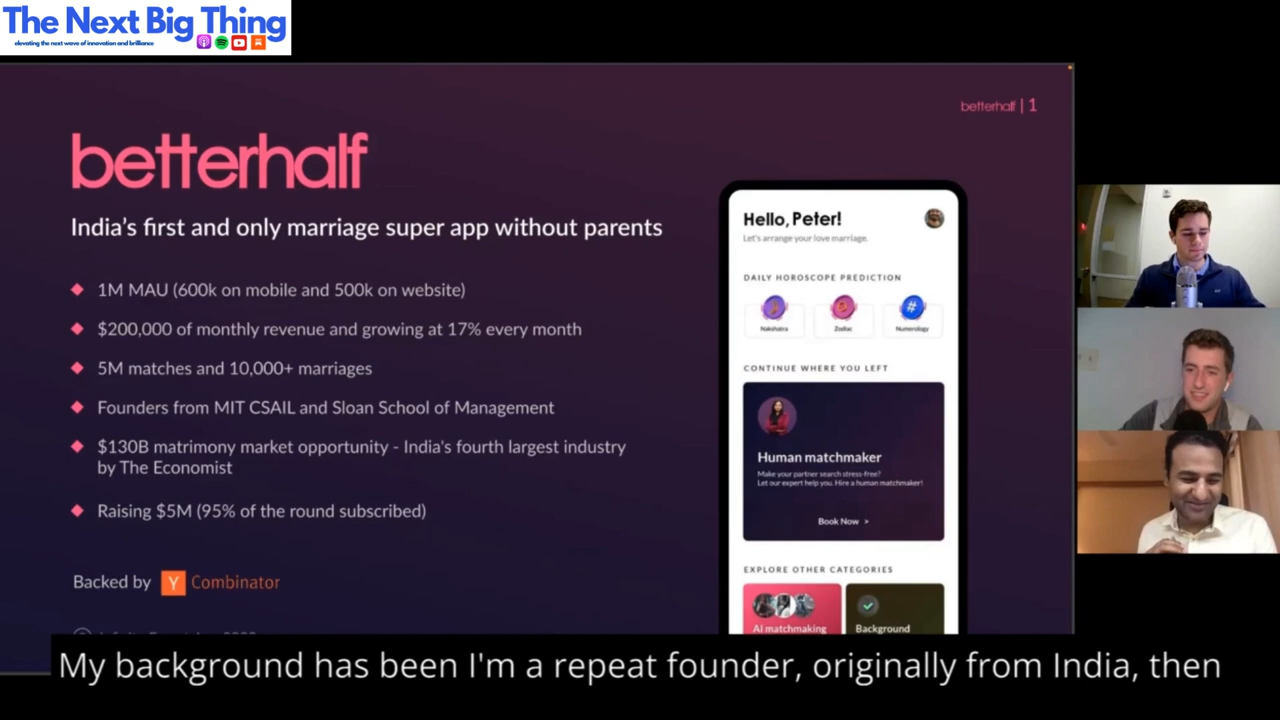 The Next Big Thing
elevating the next wave of innovation and brilliance
betterhalf | 1
betterhalf
India's first and only marriage super app without parents
1M MAU (600k on mobile and 500k on website)
$200,000 of monthly revenue and growing at 17% every month
5M matches and 10,000+ marriages
Founders from MIT CSAIL and Sloan School of Management
$130B matrimony market opportunity - India's fourth largest industry
by The Economist
Raising $5M (95% of the round subscribed)
Backed by Y Combinator
Hello, Peter!
Let's arrange your love marriage.
DAILY HOROSCOPE PREDICTION
Nakshatra
Zodiac
#
Numerology
CONTINUE WHERE YOU LEFT
Human matchmaker
Make your partner search stress-free?
Let our expert help you. Hire a human matchmaker!
Book Now >
EXPLORE OTHER CATEGORIES
AI matchmaking
Background
My background has been I'm a repeat founder, originally from India, then